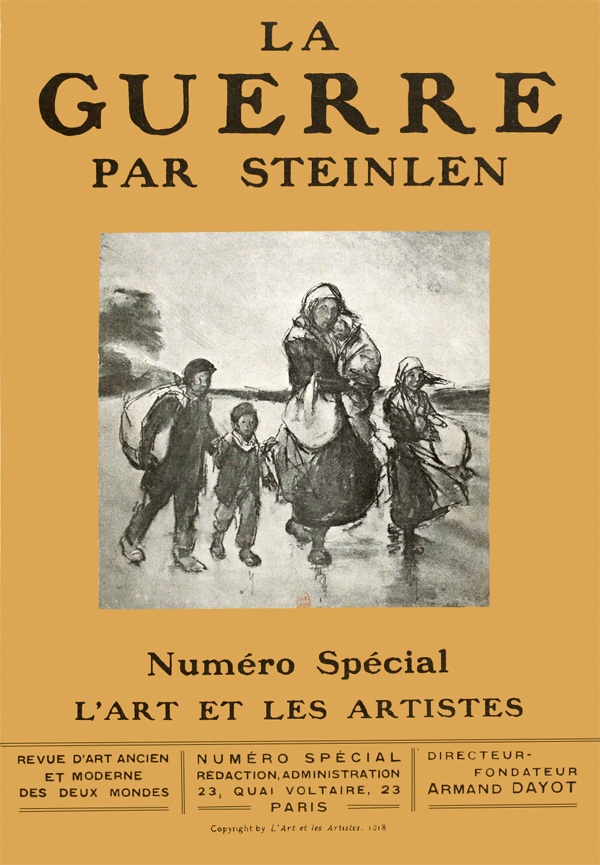 LA
GUERRE
PAR STEINLEN
Numéro Spécial
L'ART ET LES ARTISTES
REVUE D'ART ANCIEN
ET MODERNE
DES DEUX MONDES
NUMÉRO SPÉCIAL
RÉDACTION, ADMINISTRATION
23, QUAI VOLTAIRE, 23
PARIS
DIRECTEUR-
FONDATEUR
ARMAND DAYOT
Copyright by L'Art et les Artistes, 1918